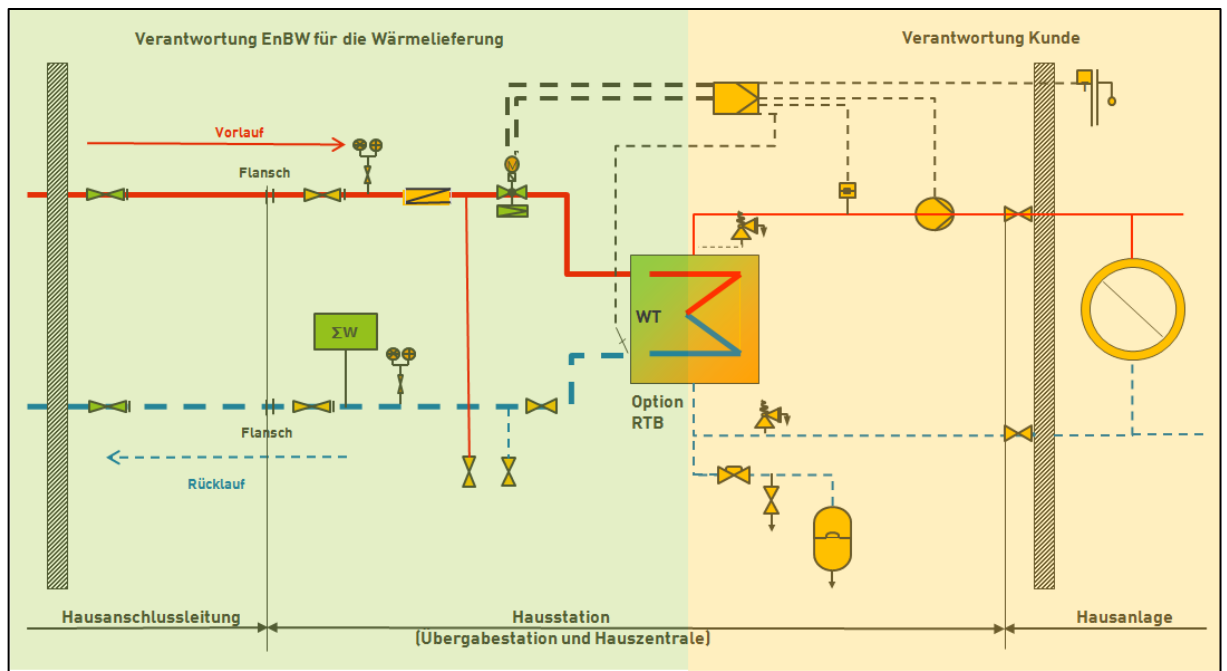 Verantwortung EnBW für die Wärmelieferung
Verantwortung Kunde
Vorlauf
Flansch
ΣW
WT
Option
RTB
Flansch
Rücklauf
Hausanschlussleitung
Hausstation
(Übergabestation und Hauszentrale)
Hausanlage